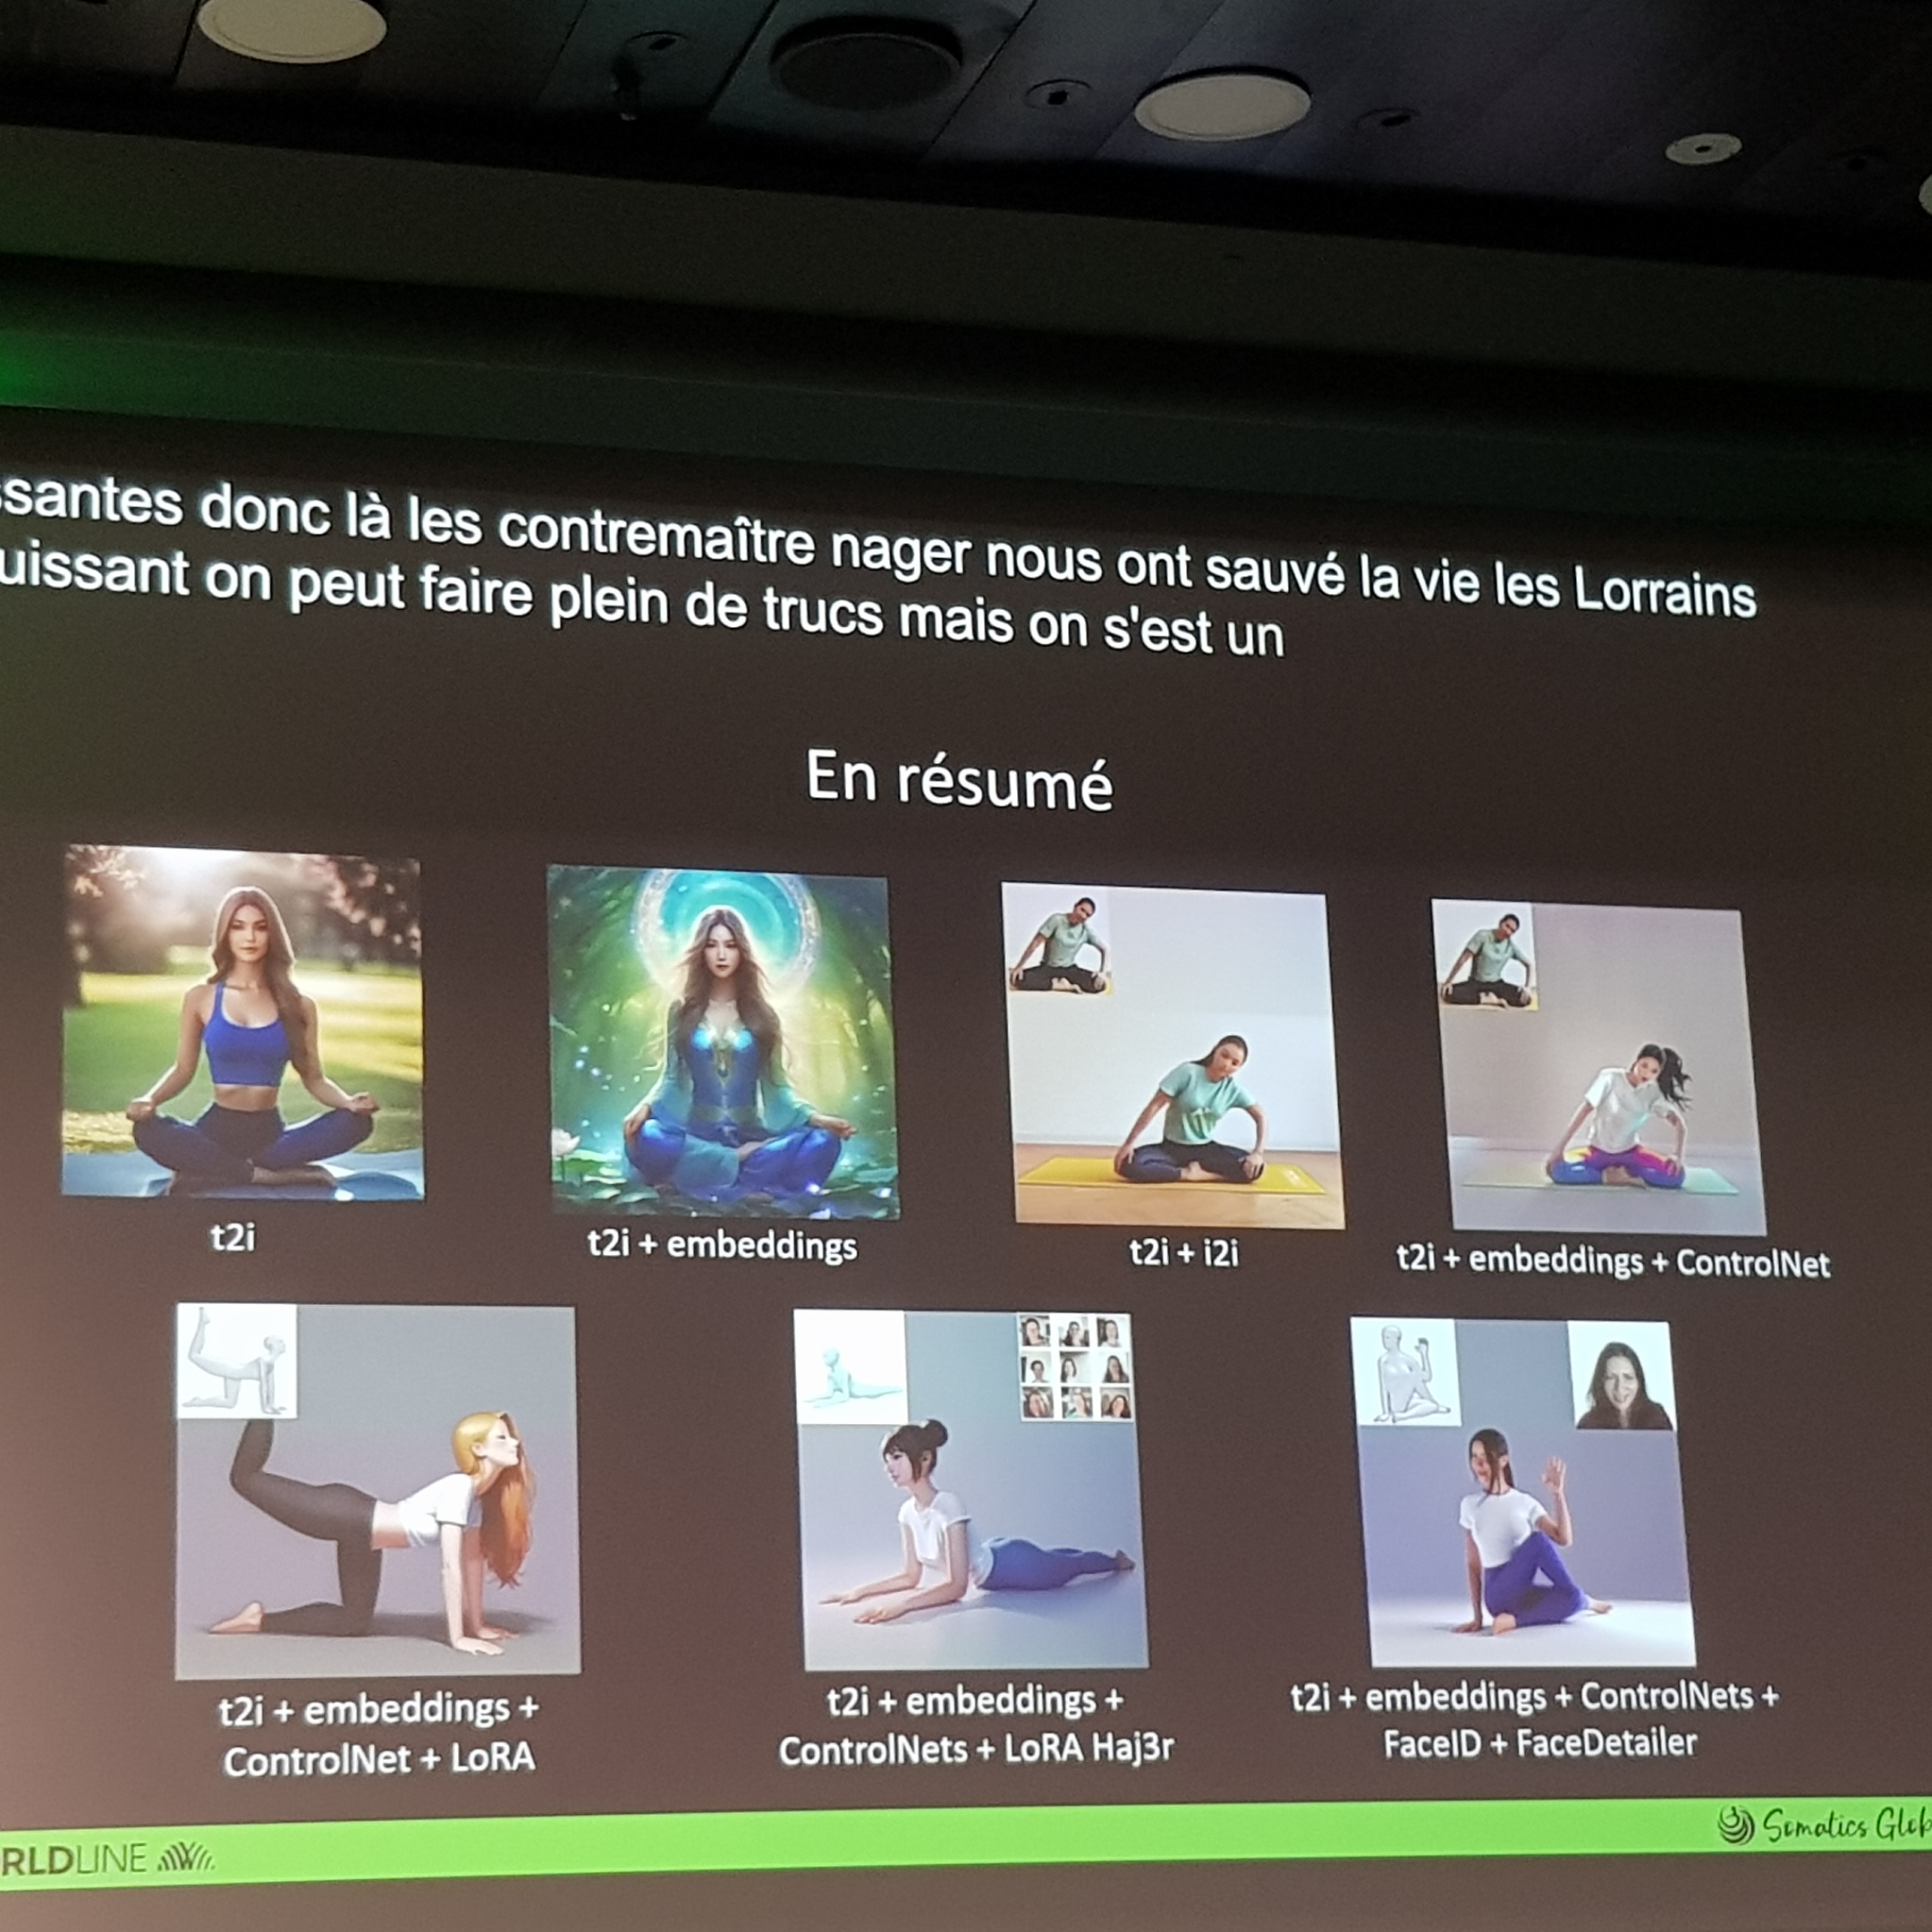 ssantes donc là les contremaître nager nous ont sauvé la vie les Lorrains
uissant on peut faire plein de trucs mais on s'est un
En résumé
t2i
t2i + embeddings
t2i + i2i
t2i + embeddings + ControlNet
t2i + embeddings +
ControlNet + LoRA
t2i + embeddings +
ControlNets + LoRA Haj3r
t2i + embeddings + ControlNets +
FaceID + FaceDetailer
RLDLINE
Somatics Glob